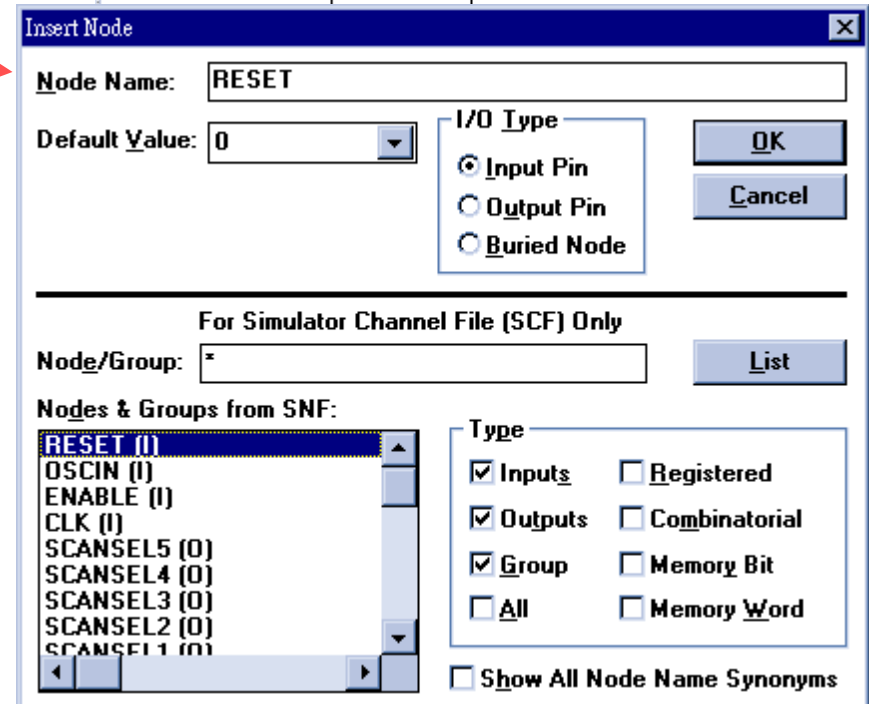 Insert Node
Node Name: RESET
Default Value: 0
I/O Type
Input Pin
Output Pin
Buried Node
OK
Cancel
For Simulator Channel File (SCF) Only
Node/Group: *
List
Nodes & Groups from SNF:
RESET (I)
OSCIN (I)
ENABLE (I)
CLK (I)
SCANSEL5 (O)
SCANSEL4 (O)
SCANSEL3 (O)
SCANSEL2 (O)
SCANSEL1 (O)
Type
Inputs Registered
Outputs Combinatorial
Group Memory Bit
All Memory Word
Show All Node Name Synonyms